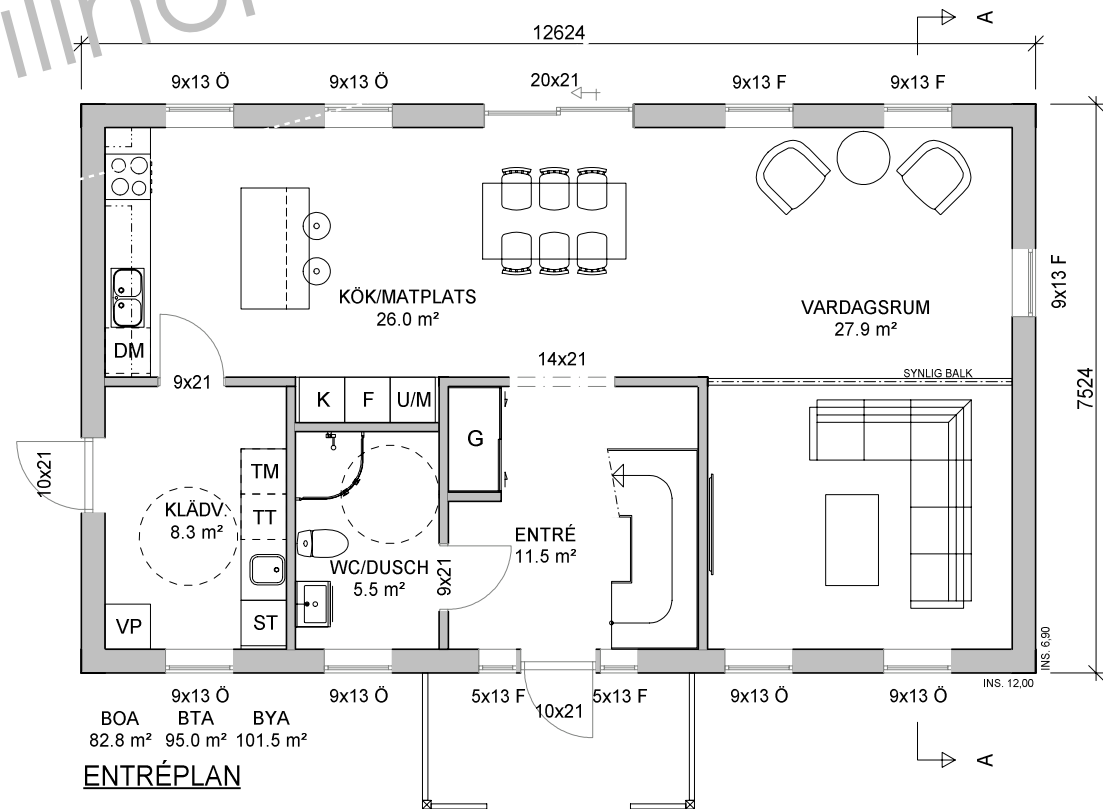 A
12624
9x13 Ö
9x13 Ö
20x21
9x13 F
9x13 F
KÖK/MATPLATS
26.0 m²
VARDAGSRUM
27.9 m²
9x13 F
DM
9x21
14x21
SYNLIG BALK
7524
K
F
U/M
G
10x21
TM
TT
KLÄDV.
8.3 m²
ENTRÉ
11.5 m²
WC/DUSCH
5.5 m²
9x21
VP
ST
INS. 6,90
INS. 12,00
9x13 Ö
9x13 Ö
5x13 F
10x21
5x13 F
9x13 Ö
9x13 Ö
BOA BTA BYA
82.8 m² 95.0 m² 101.5 m²
ENTRÉPLAN
A